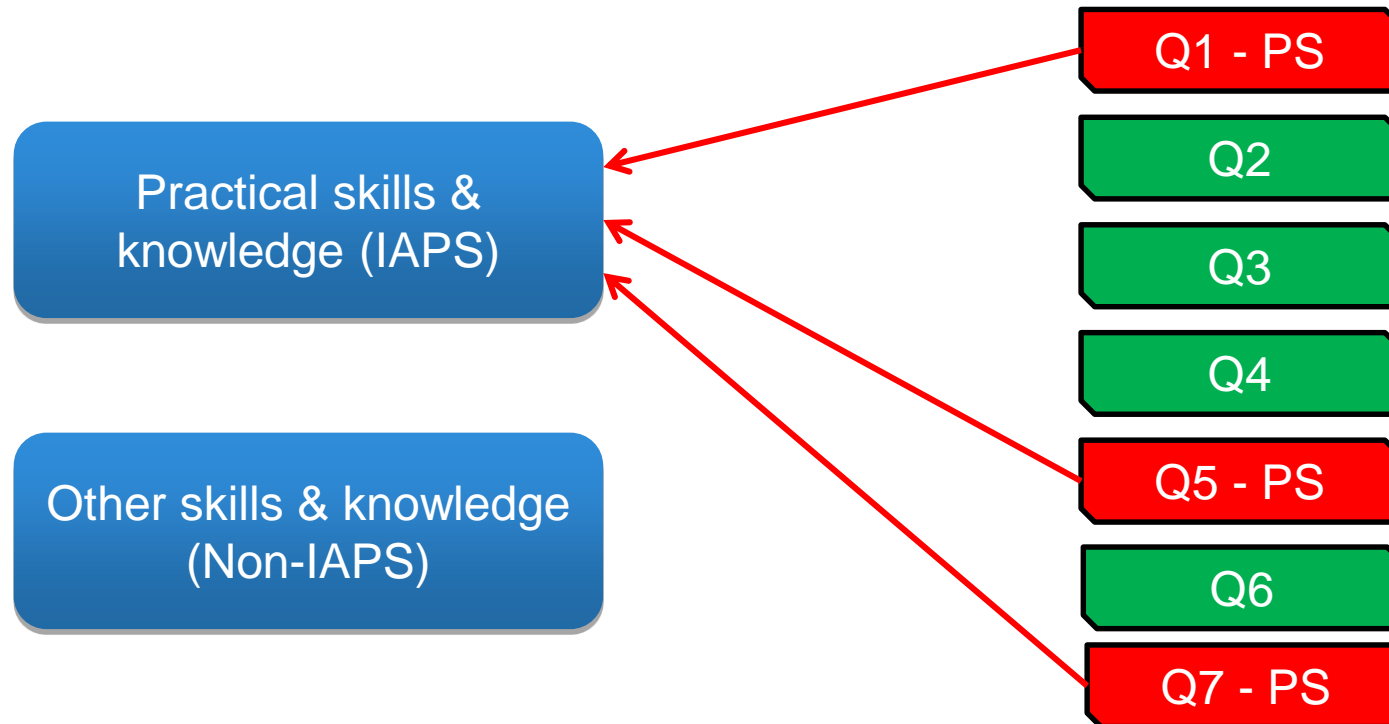 Practical skills &
knowledge (IAPS)
Other skills & knowledge
(Non-IAPS)
Q1 - PS
Q2
Q3
Q4
Q5 - PS
Q6
Q7 - PS